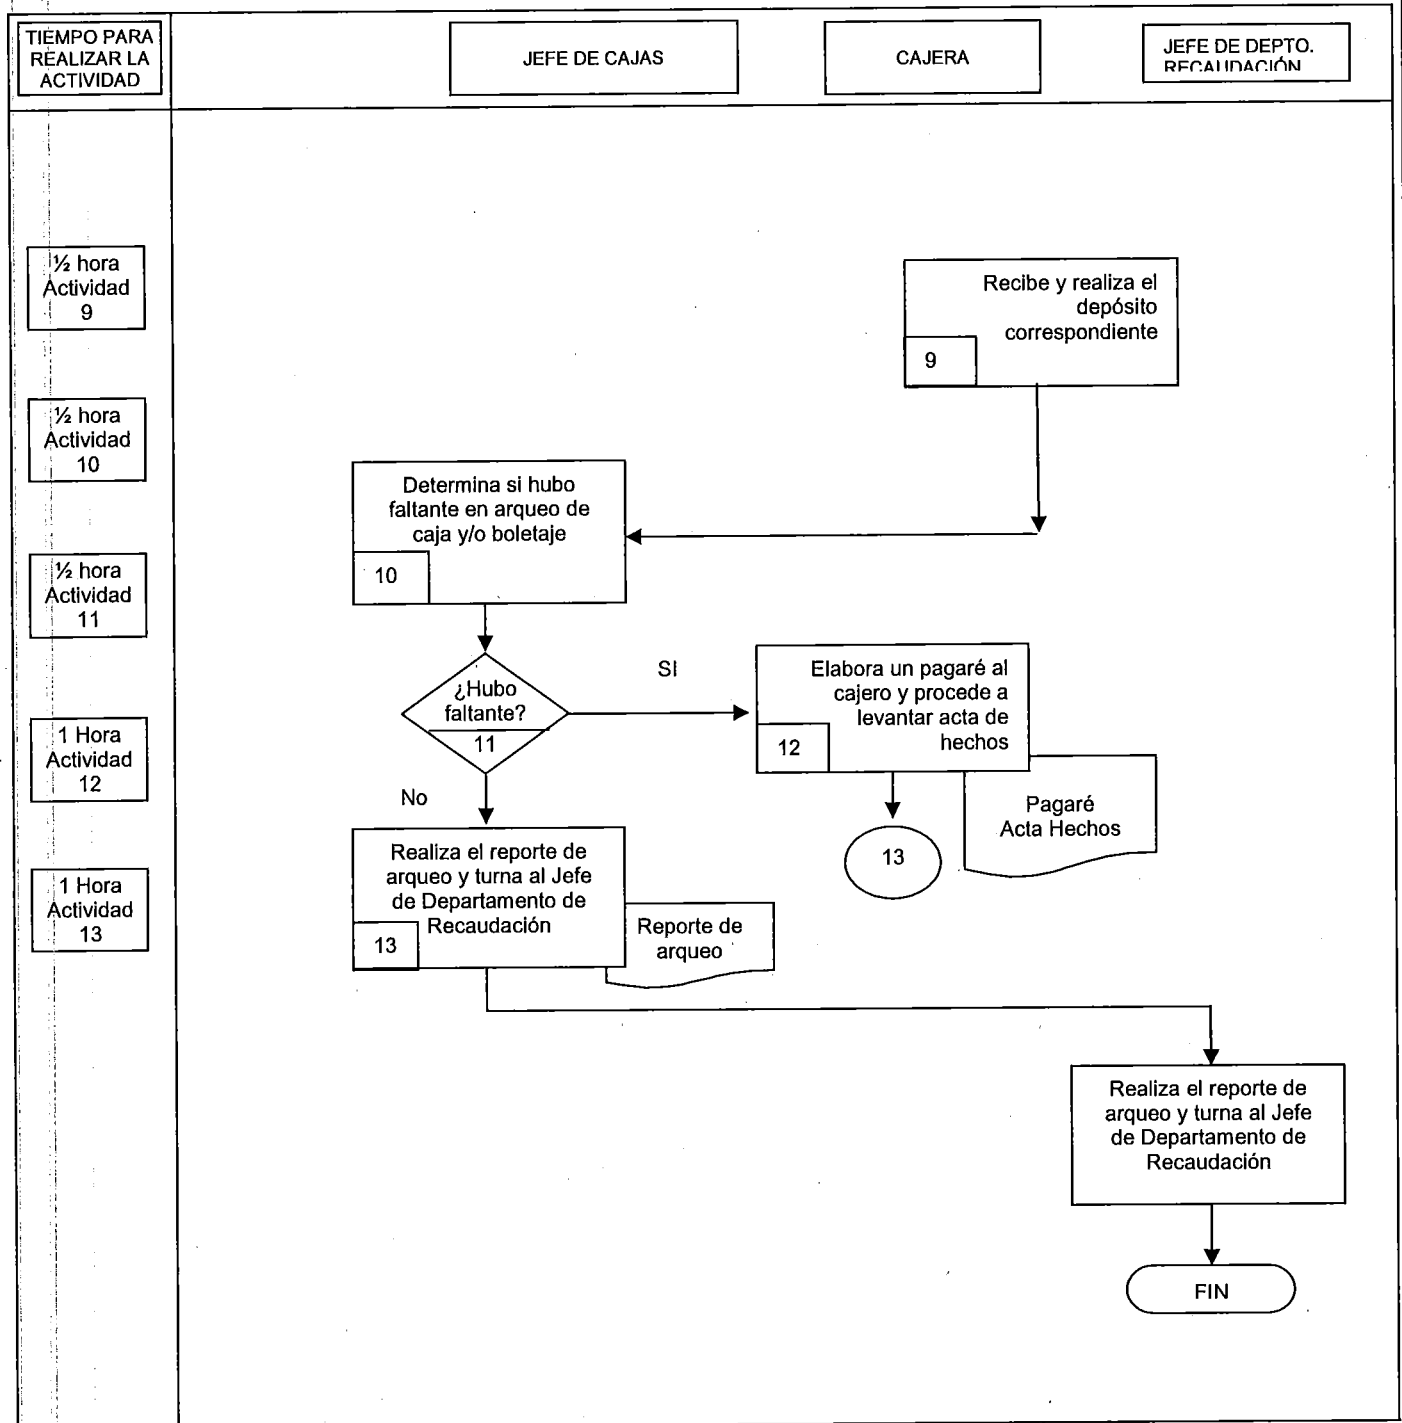 TIEMPO PARA
REALIZAR LA
ACTIVIDAD
JEFE DE CAJAS
CAJERA
JEFE DE DEPTO.
RECAUDACIÓN
½ hora
Actividad
9
Recibe y realiza el
depósito
correspondiente
9
½ hora
Actividad
10
Determina si hubo
faltante en arqueo de
caja y/o boletaje
10
½ hora
Actividad
11
¿Hubo
faltante?
11
SI
Elabora un pagaré al
cajero y procede a
levantar acta de
hechos
12
1 Hora
Actividad
12
Pagaré
Acta Hechos
No
13
Realiza el reporte de
arqueo y turna al Jefe
de Departamento de
Recaudación
13
1 Hora
Actividad
13
Reporte de
arqueo
Realiza el reporte de
arqueo y turna al Jefe
de Departamento de
Recaudación
FIN